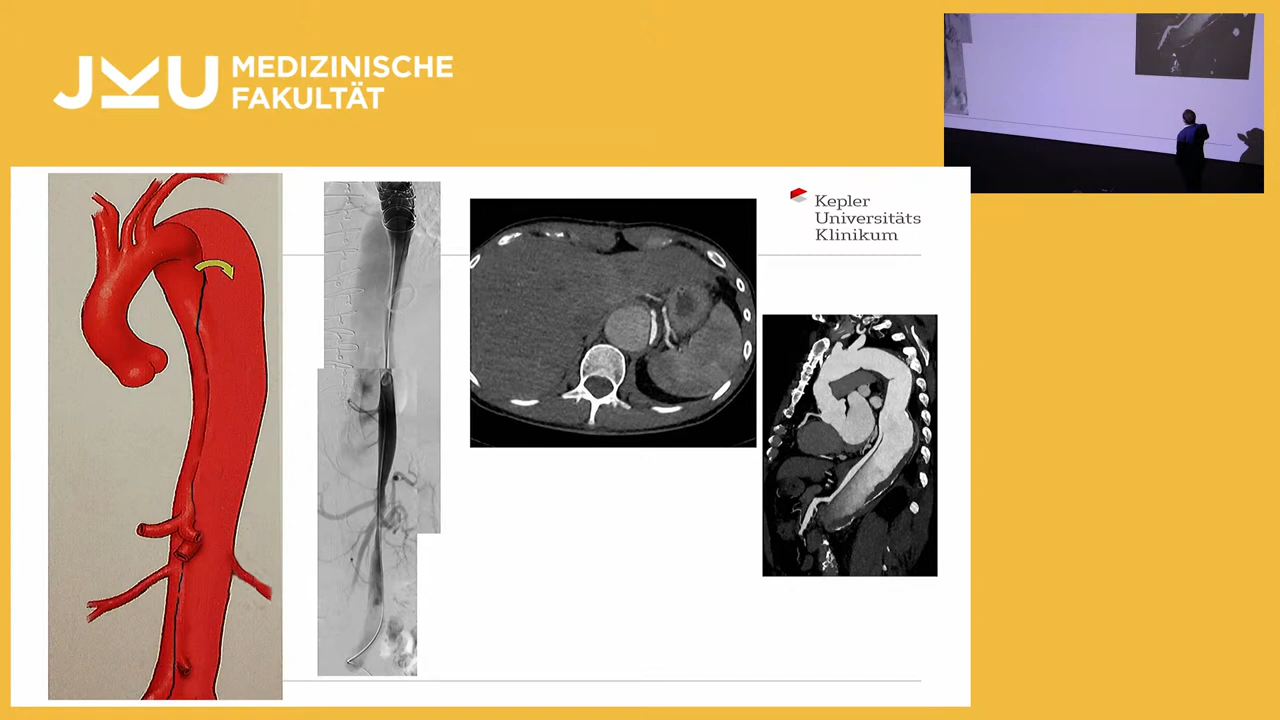 JKU MEDIZINISCHE
FAKULTÄT
Kepler
Universitäts
Klinikum